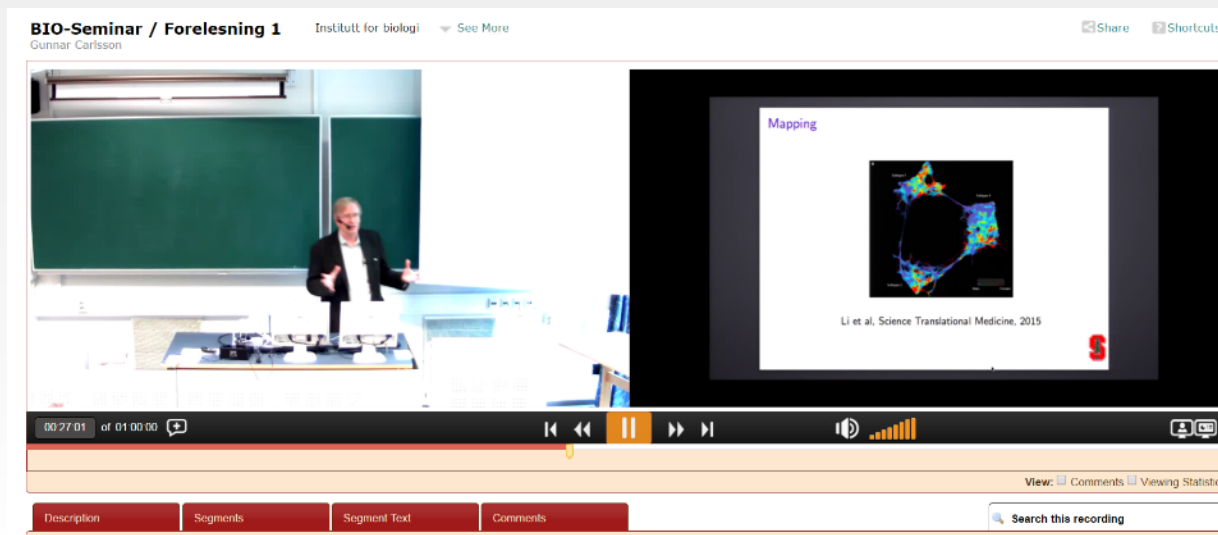 BIO-Seminar / Forelesning 1 Institutt for biologi See More Share Shortcuts
Gunnar Carlsson
Mapping
Li et al, Science Translational Medicine, 2015
S
00:27:01 of 01:00:00
View: Comments Viewing Statistic
Description Segments Segment Text Comments Search this recording